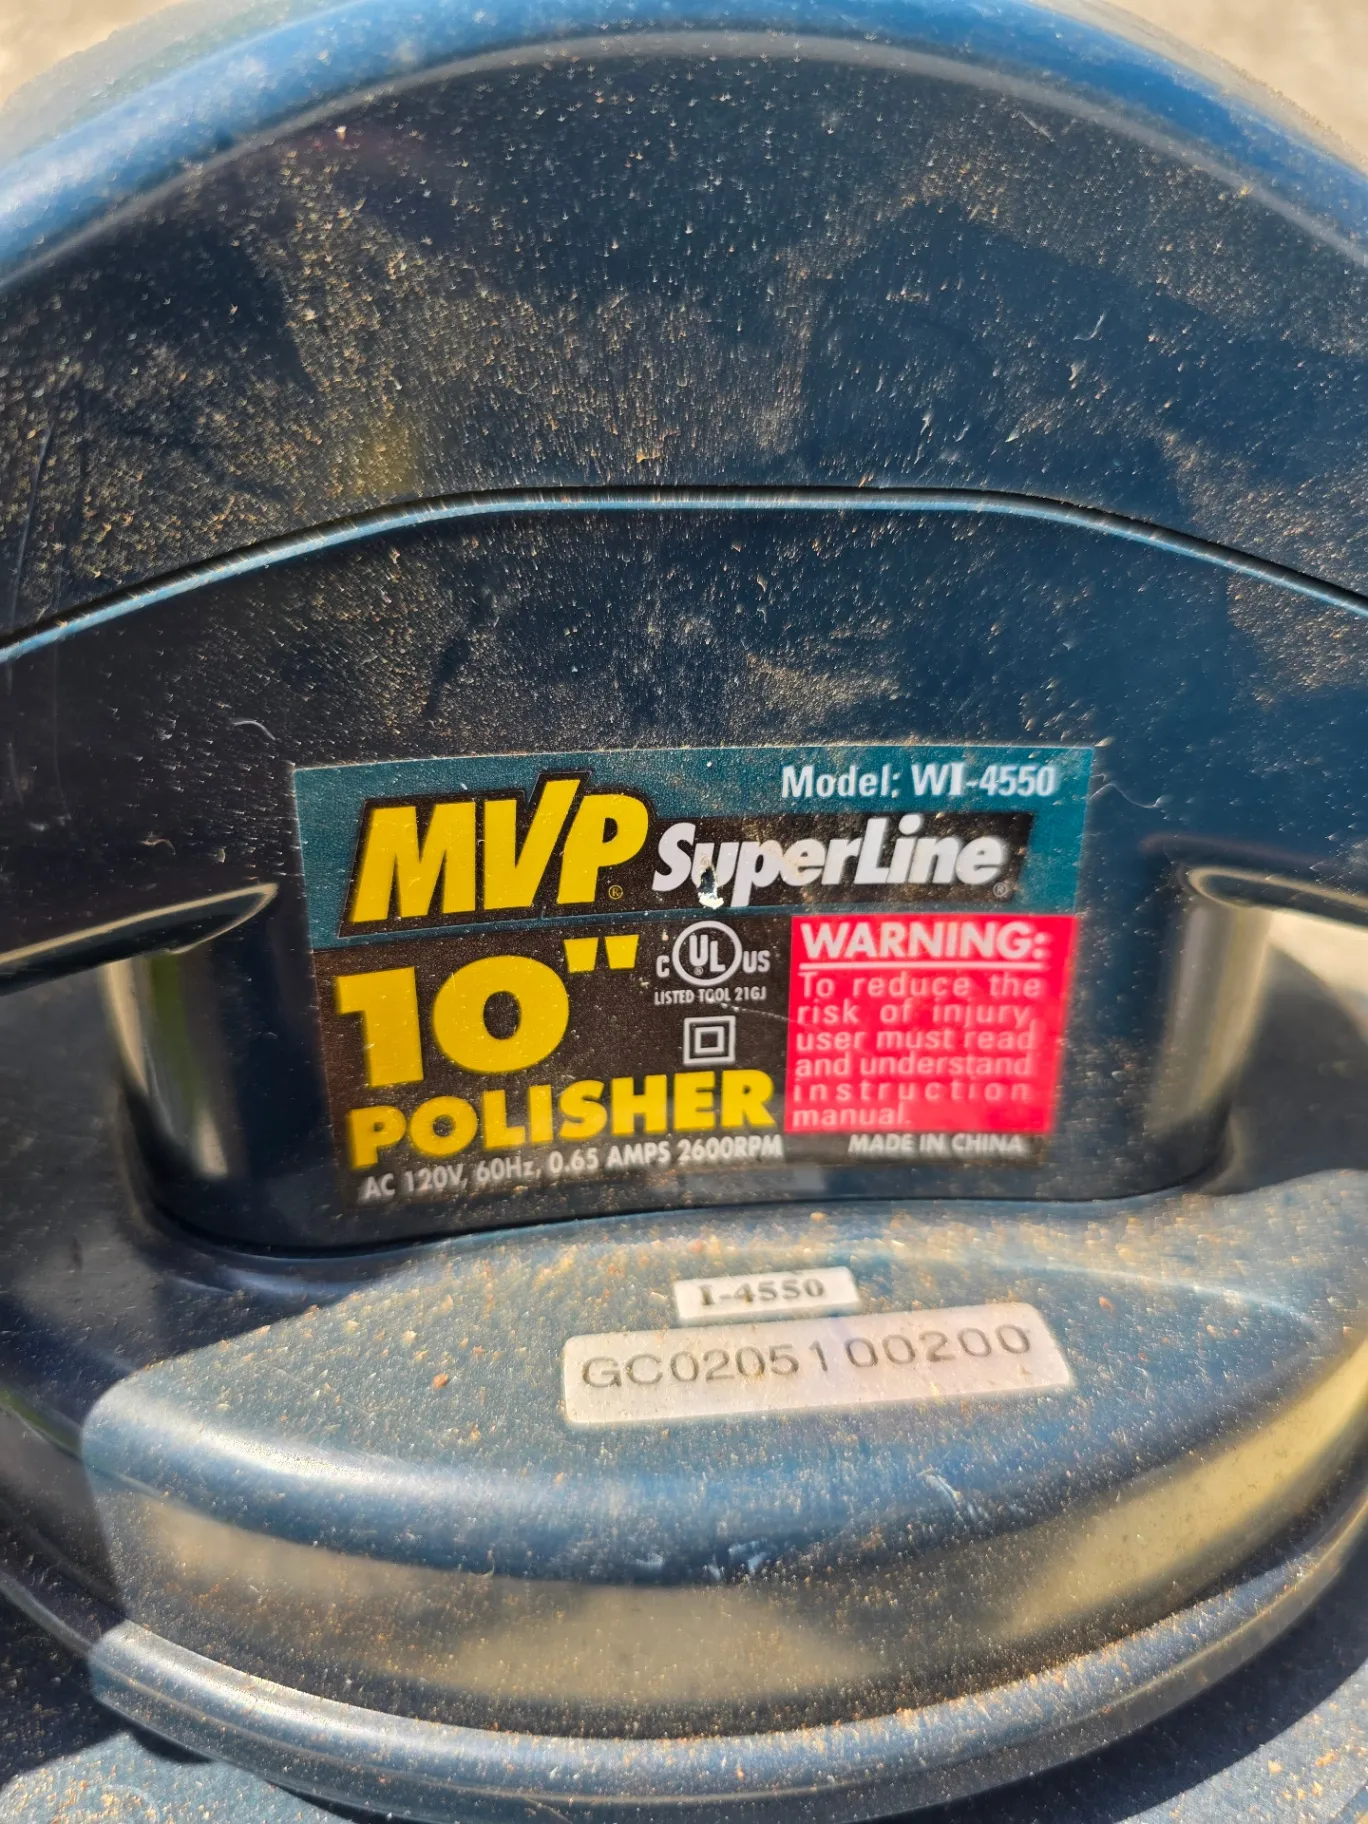 Model: WI-4550
MVP® SuperLine®
10"
C UL® US
LISTED TOOL 21GJ
POLISHER
AC 120V, 60Hz, 0.65 AMPS 2600RPM
WARNING:
To reduce the
risk of injury,
user must read
and understand
instruction
manual.
MADE IN CHINA
I-4550
GC0205100200